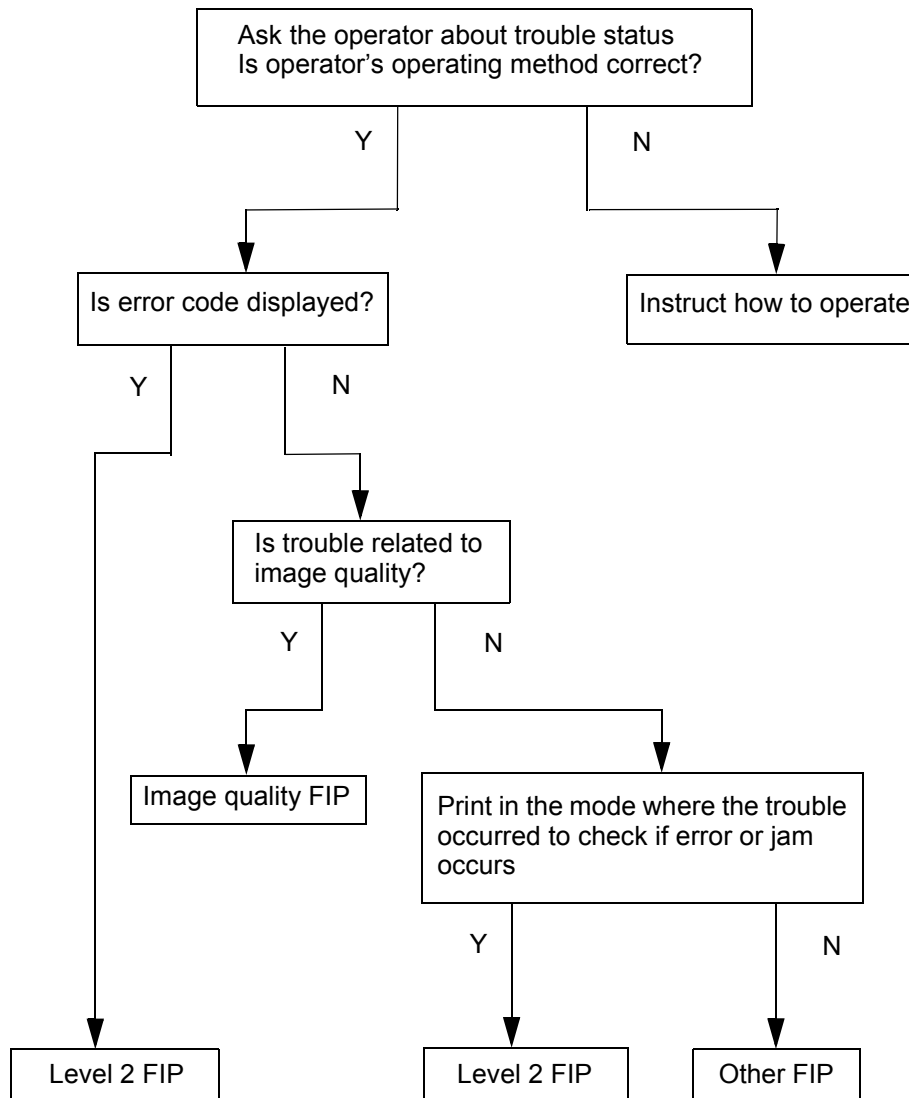 Ask the operator about trouble status
Is operator's operating method correct?
Y
N
Is error code displayed?
Instruct how to operate
Y
N
Is trouble related to
image quality?
Y
N
Image quality FIP
Print in the mode where the trouble
occurred to check if error or jam
occurs
Y
N
Level 2 FIP
Level 2 FIP
Other FIP